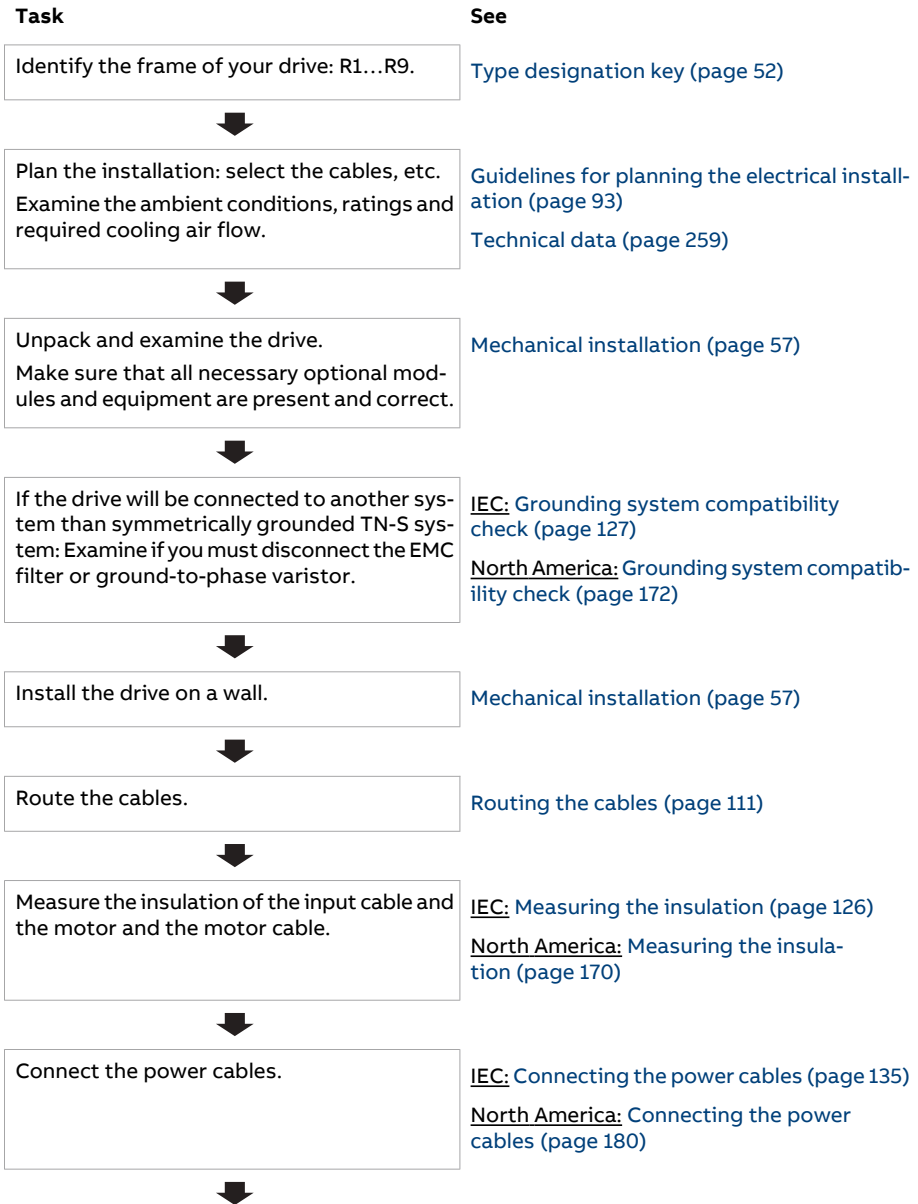 Task
See
Identify the frame of your drive: R1…R9.
Type designation key (page 52)
Plan the installation: select the cables, etc.
Examine the ambient conditions, ratings and
required cooling air flow.
Guidelines for planning the electrical install-
ation (page 93)
Technical data (page 259)
Unpack and examine the drive.
Make sure that all necessary optional mod-
ules and equipment are present and correct.
Mechanical installation (page 57)
If the drive will be connected to another sys-
tem than symmetrically grounded TN-S sys-
tem: Examine if you must disconnect the EMC
filter or ground-to-phase varistor.
IEC: Grounding system compatibility
check (page 127)
North America: Grounding system compatib-
ility check (page 172)
Install the drive on a wall.
Mechanical installation (page 57)
Route the cables.
Routing the cables (page 111)
Measure the insulation of the input cable and
the motor and the motor cable.
IEC: Measuring the insulation (page 126)
North America: Measuring the insula-
tion (page 170)
Connect the power cables.
IEC: Connecting the power cables (page 135)
North America: Connecting the power
cables (page 180)